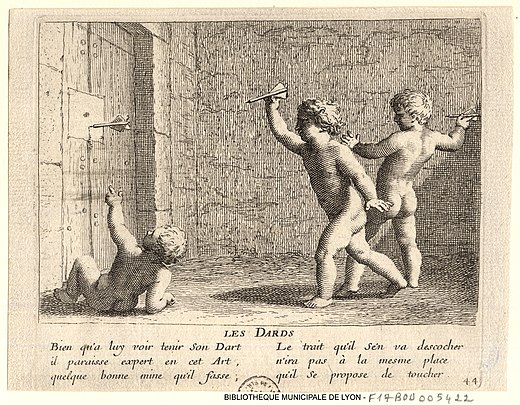 LES DARDS
Bien qu'a luy voir tenir Son Dart
il paraisse expert en cet Art,
quelque bonne mine qu'il fasse,
Le trait qu'il S'en va descocher
n'ira pas à la mesme place
qu'il Se propose de toucher
44
BIBLIOTHEQUE MUNICIPALE DE LYON - F17BOU005422